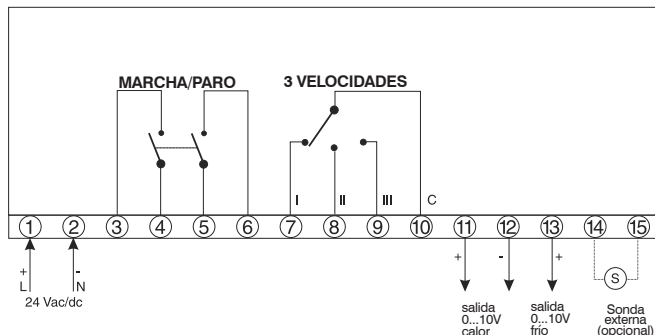 MARCHA/PARO 3 VELOCIDADES
I II III C
1 2 3 4 5 6 7 8 9 10 11 12 13 14 15
+ - + - +
L N S
24 Vac/dc
salida salida Sonda
0...10V 0...10V externa
calor frío (opcional)